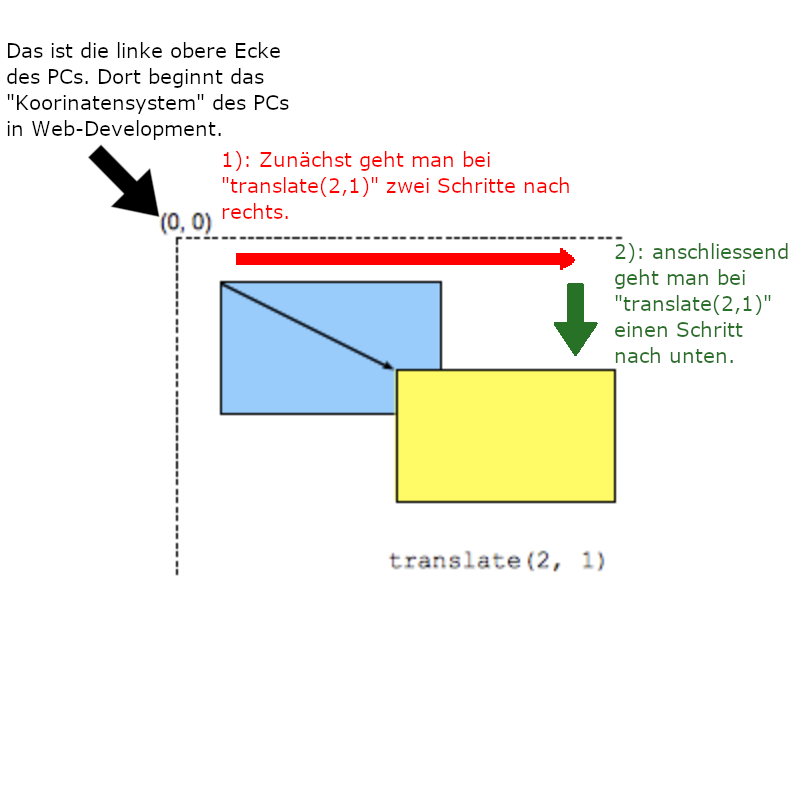 Das ist die linke obere Ecke
des PCs. Dort beginnt das
"Koorinatensystem" des PCs
in Web-Development.
1): Zunächst geht man bei
"translate(2,1)" zwei Schritte nach
rechts.
(0, 0)
2): anschliessend
geht man bei
"translate(2,1)"
einen Schritt
nach unten.
translate(2, 1)